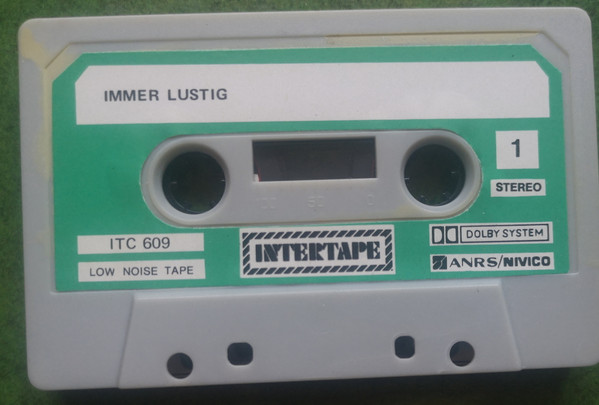 IMMER LUSTIG
1
STEREO
ITC 609
LOW NOISE TAPE
INTERTAPE
DOLBY SYSTEM
ANRS/NIVICO